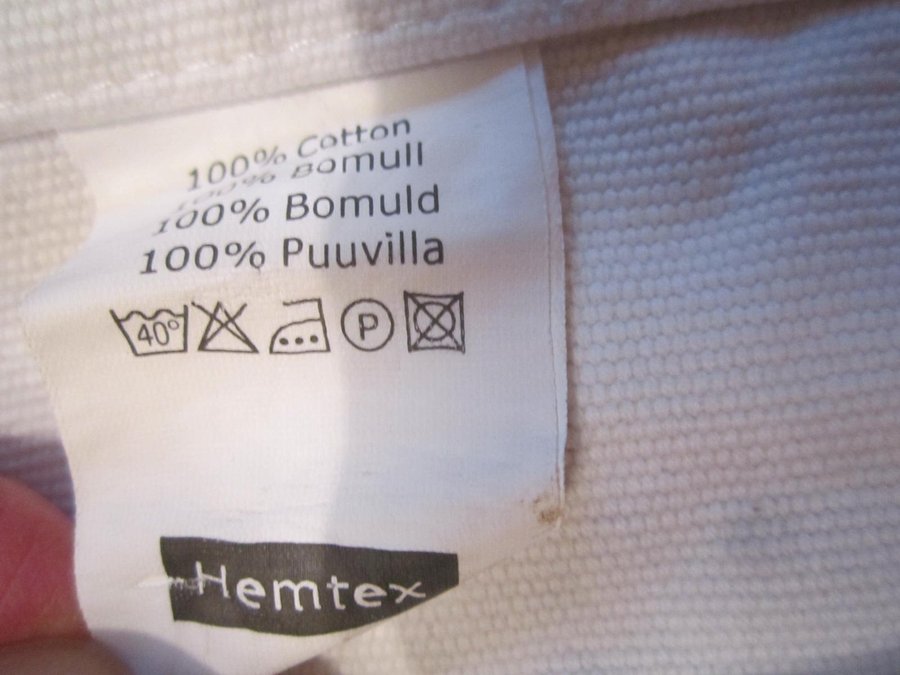 100% Cotton
100% Bomull
100% Bomuld
100% Puuvilla
40° P
Hemtex